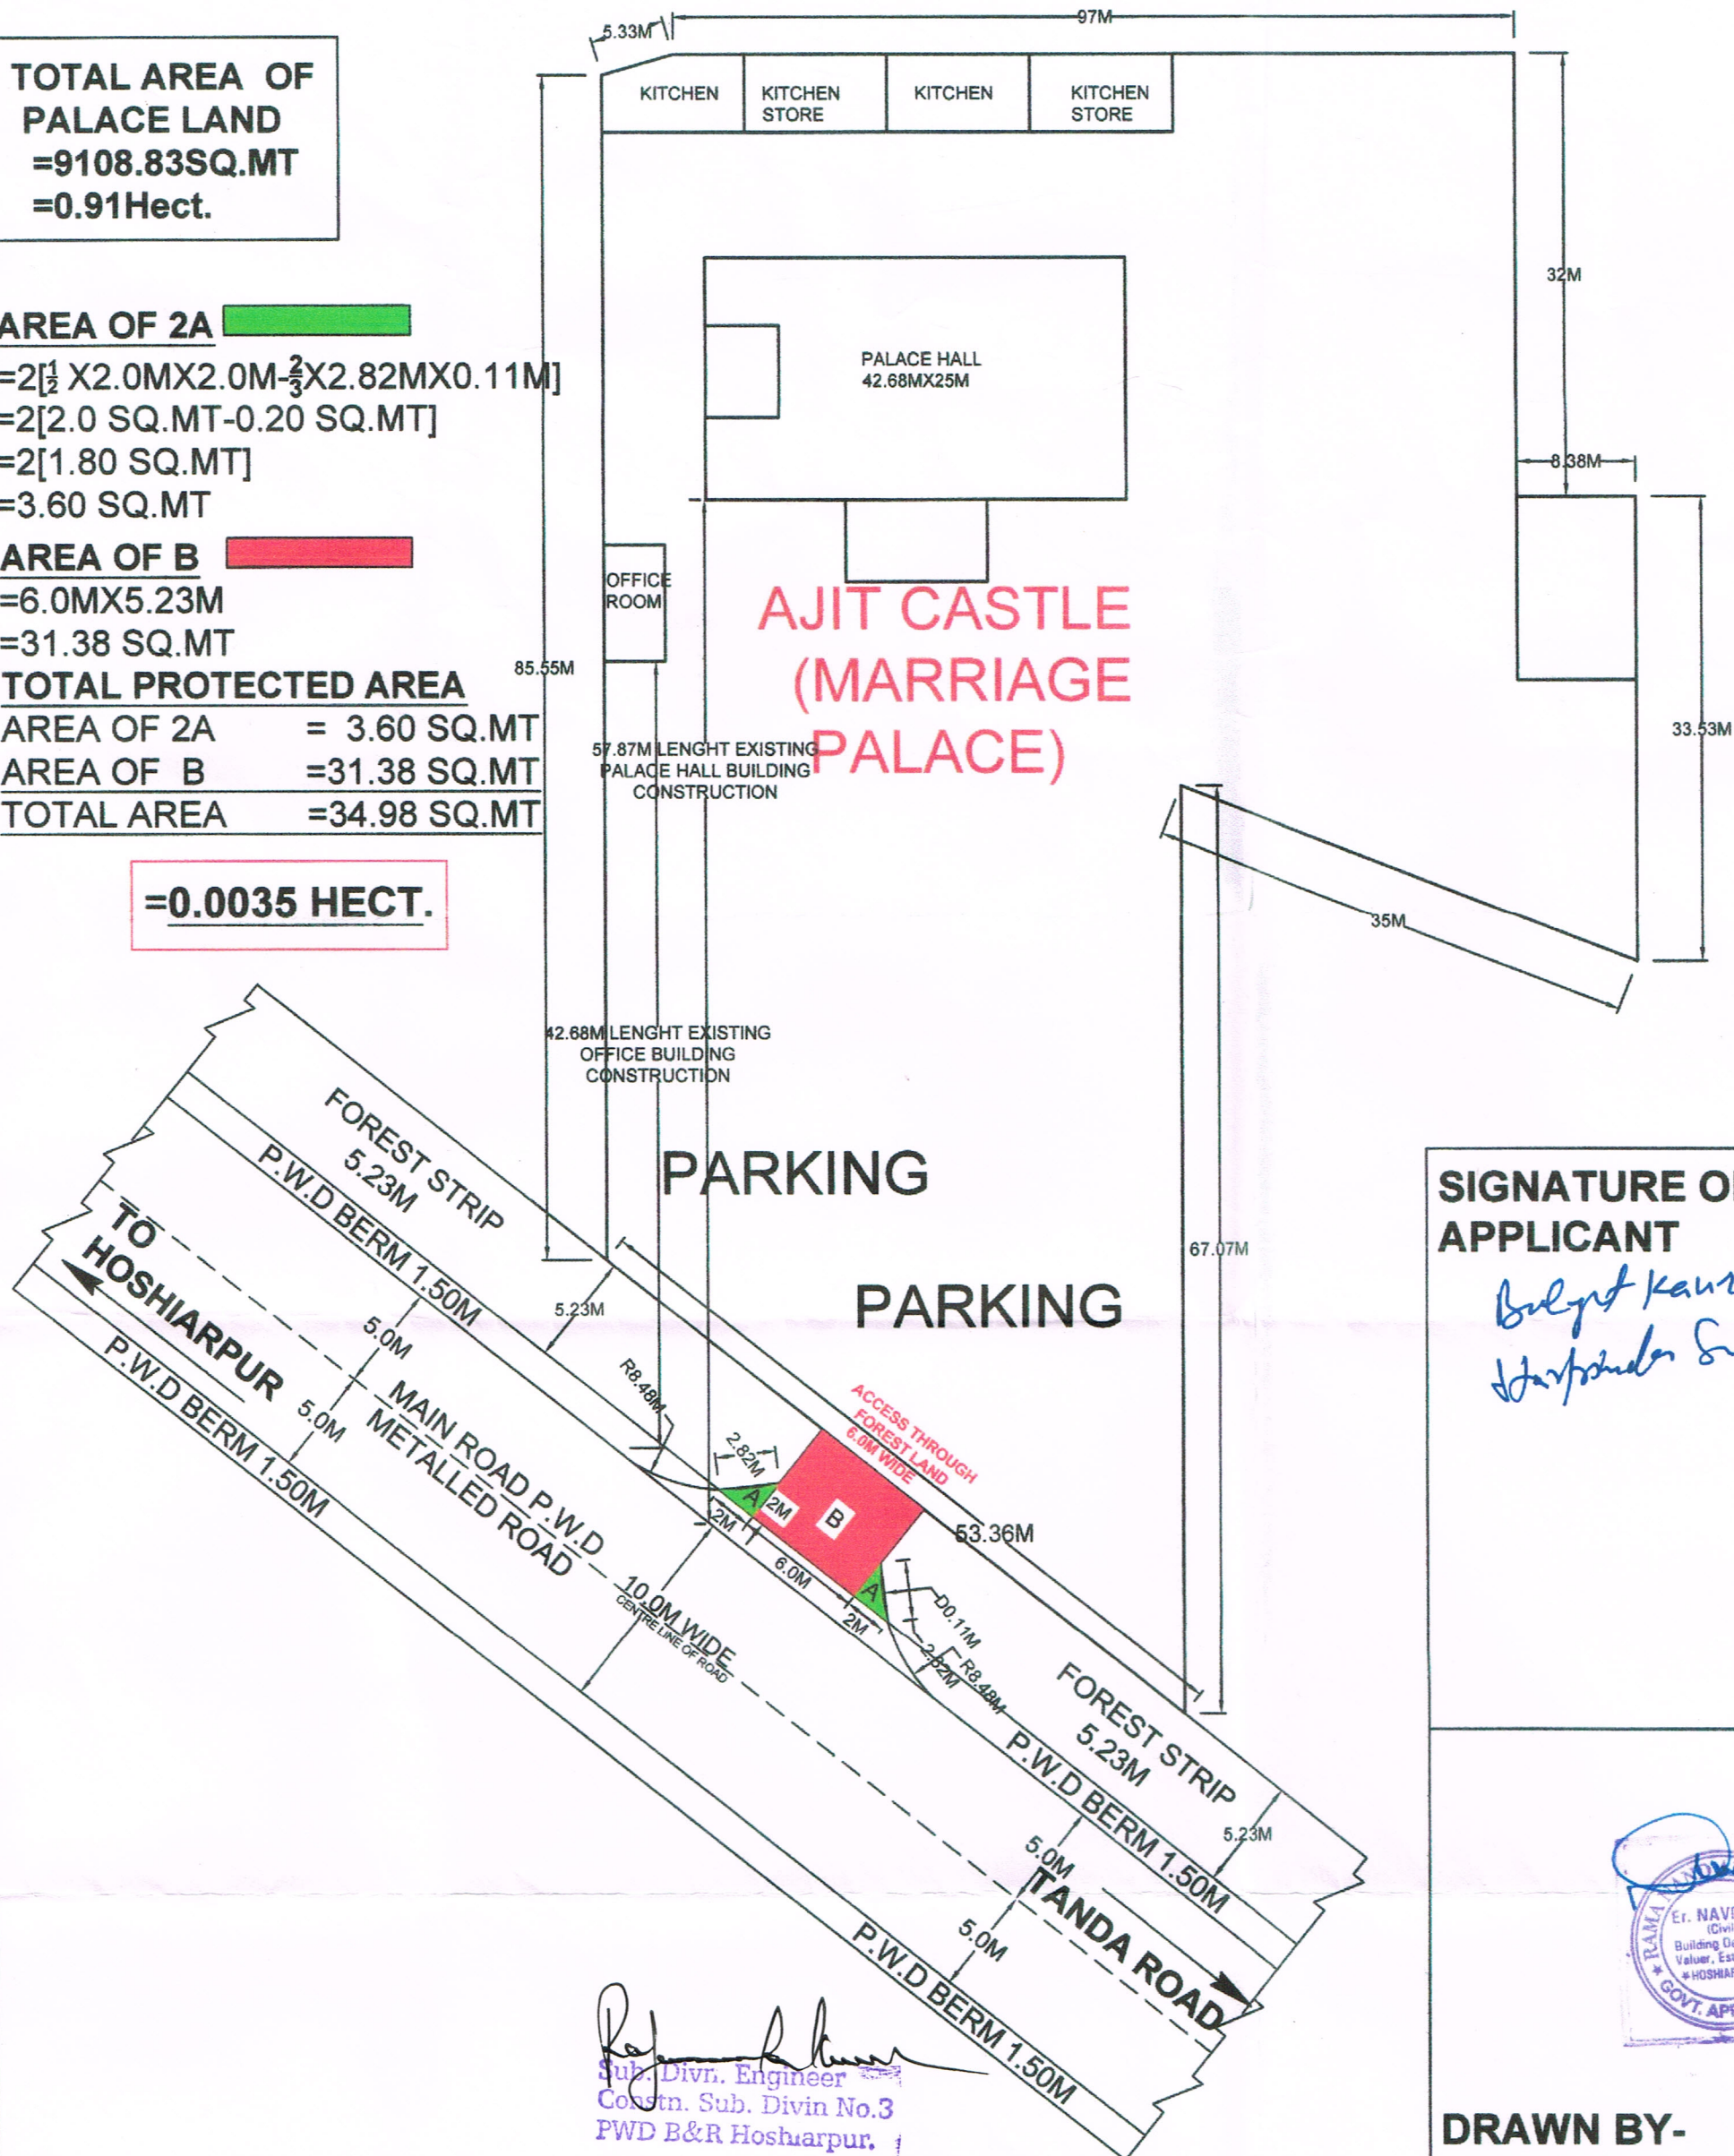 TOTAL AREA OF
PALACE LAND
=9108.83SQ.MT
=0.91Hect.
AREA OF 2A
=2[½ X2.0MX2.0M-⅔X2.82MX0.11M]
=2[2.0 SQ.MT-0.20 SQ.MT]
=2[1.80 SQ.MT]
=3.60 SQ.MT
AREA OF B
=6.0MX5.23M
=31.38 SQ.MT
TOTAL PROTECTED AREA
AREA OF 2A = 3.60 SQ.MT
AREA OF B =31.38 SQ.MT
TOTAL AREA =34.98 SQ.MT
=0.0035 HECT.
5.33M
97M
KITCHEN
KITCHEN
STORE
KITCHEN
KITCHEN
STORE
32M
PALACE HALL
42.68MX25M
8.38M
OFFICE
ROOM
AJIT CASTLE
(MARRIAGE
PALACE)
85.55M
33.53M
57.87M LENGHT EXISTING
PALACE HALL BUILDING
CONSTRUCTION
35M
42.68M LENGHT EXISTING
OFFICE BUILDING
CONSTRUCTION
PARKING
PARKING
67.07M
FOREST STRIP
5.23M
P.W.D BERM 1.50M
TO
HOSHIARPUR
5.0M
5.0M
P.W.D BERM 1.50M
MAIN ROAD P.W.D
METALLED ROAD
5.23M
R8.48M
2.82M
ACCESS THROUGH
FOREST LAND
6.0M WIDE
A
2M
B
2M
6.0M
A
2M
53.36M
D0.11M
2.82M
R8.48M
10.0M WIDE
CENTRE LINE OF ROAD
FOREST STRIP
5.23M
P.W.D BERM 1.50M
5.23M
5.0M
TANDA ROAD
5.0M
P.W.D BERM 1.50M
SIGNATURE O
APPLICANT
Er. NAV
(Civil
Building
Valuer,
RAMA
GOVT.
Sub. Divn. Engineer
Constn. Sub. Divin No.3
PWD B&R Hoshiarpur.
DRAWN BY-